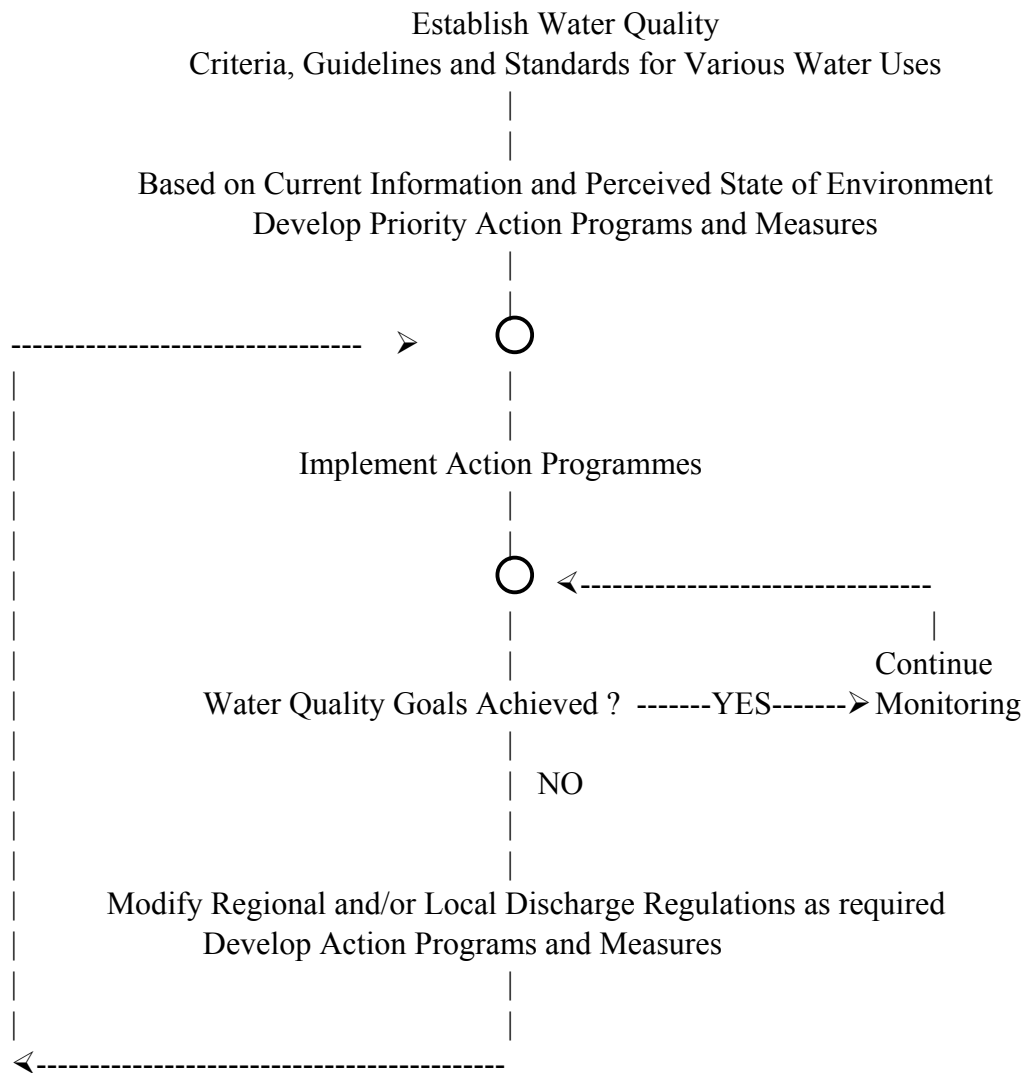 Establish Water Quality
Criteria, Guidelines and Standards for Various Water Uses
Based on Current Information and Perceived State of Environment
Develop Priority Action Programs and Measures
Implement Action Programmes
Continue
Water Quality Goals Achieved ? -------YES-------➢ Monitoring
NO
Modify Regional and/or Local Discharge Regulations as required
Develop Action Programs and Measures